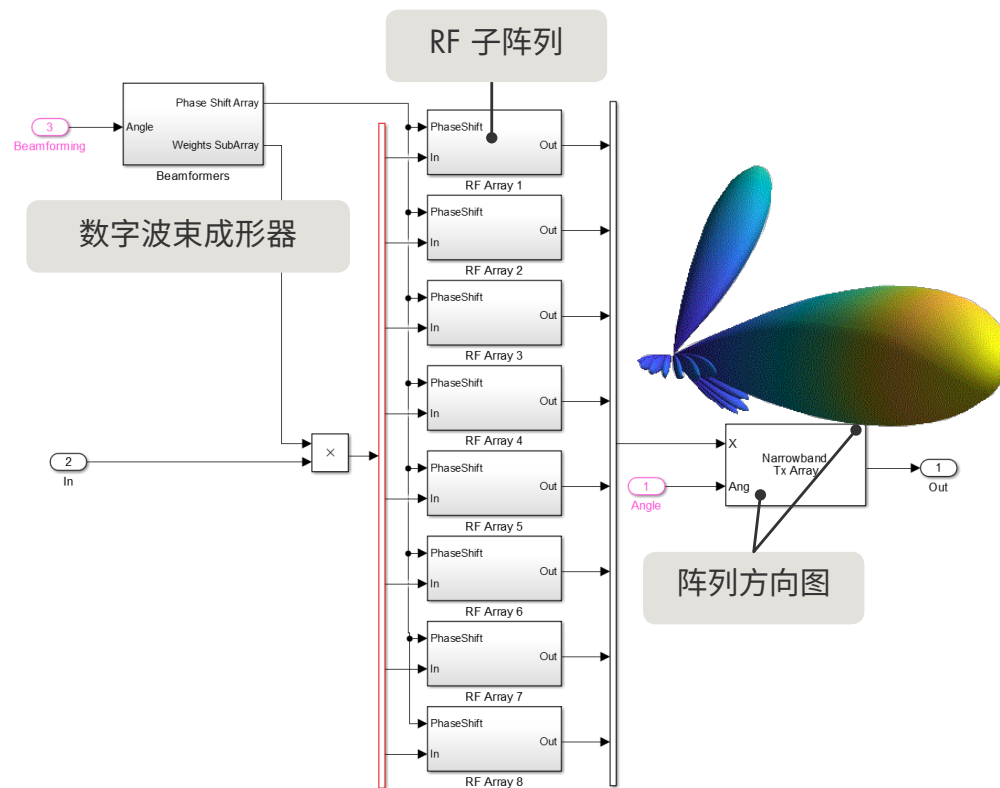 RF 子阵列
3
Beamforming
Angle
Phase Shift Array
Weights SubArray
Beamformers
数字波束成形器
2
In
×
PhaseShift
In
Out
RF Array 1
PhaseShift
In
Out
RF Array 2
PhaseShift
In
Out
RF Array 3
PhaseShift
In
Out
RF Array 4
PhaseShift
In
Out
RF Array 5
PhaseShift
In
Out
RF Array 6
PhaseShift
In
Out
RF Array 7
PhaseShift
In
Out
RF Array 8
1
Angle
X
Ang
Narrowband
Tx Array
1
Out
阵列方向图